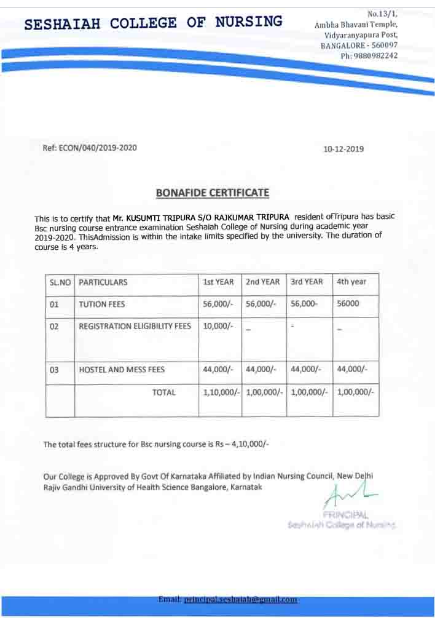 SESHAIAH COLLEGE OF NURSING
No.13/1,
Ambha Bhavani Temple,
Vidyaranyapura Post,
BANGALORE - 560097
Ph: 9880982242
Ref: ECON/040/2019-2020
10-12-2019
BONAFIDE CERTIFICATE
This is to certify that Mr. KUSUMTI TRIPURA S/O RAJKUMAR TRIPURA resident ofTripura has basic
Bsc nursing course entrance examination Seshaiah College of Nursing during academic year
2019-2020. ThisAdmission is within the intake limits specified by the university. The duration of
course is 4 years.
SL.NO PARTICULARS 1st YEAR 2nd YEAR 3rd YEAR 4th year
01 TUTION FEES 56,000/- 56,000/- 56,000- 56000
02 REGISTRATION ELIGIBILITY FEES 10,000/- _ - _
03 HOSTEL AND MESS FEES 44,000/- 44,000/- 44,000/- 44,000/-
TOTAL 1,10,000/- 1,00,000/- 1,00,000/- 1,00,000/-
The total fees structure for Bsc nursing course is Rs – 4,10,000/-
Our College is Approved By Govt Of Karnataka Affiliated by Indian Nursing Council, New Delhi
Rajiv Gandhi University of Health Science Bangalore, Karnatak
PRINCIPAL
Seshaiah College of Nursing
Email: principal.seshaiah@gmail.com